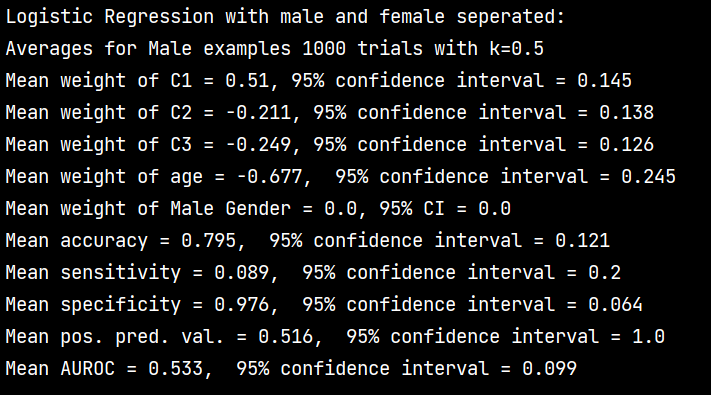 Logistic Regression with male and female seperated:
Averages for Male examples 1000 trials with k=0.5
Mean weight of C1 = 0.51, 95% confidence interval = 0.145
Mean weight of C2 = -0.211, 95% confidence interval = 0.138
Mean weight of C3 = -0.249, 95% confidence interval = 0.126
Mean weight of age = -0.677,  95% confidence interval = 0.245
Mean weight of Male Gender = 0.0, 95% CI = 0.0
Mean accuracy = 0.795,  95% confidence interval = 0.121
Mean sensitivity = 0.089,  95% confidence interval = 0.2
Mean specificity = 0.976,  95% confidence interval = 0.064
Mean pos. pred. val. = 0.516,  95% confidence interval = 1.0
Mean AUROC = 0.533,  95% confidence interval = 0.099